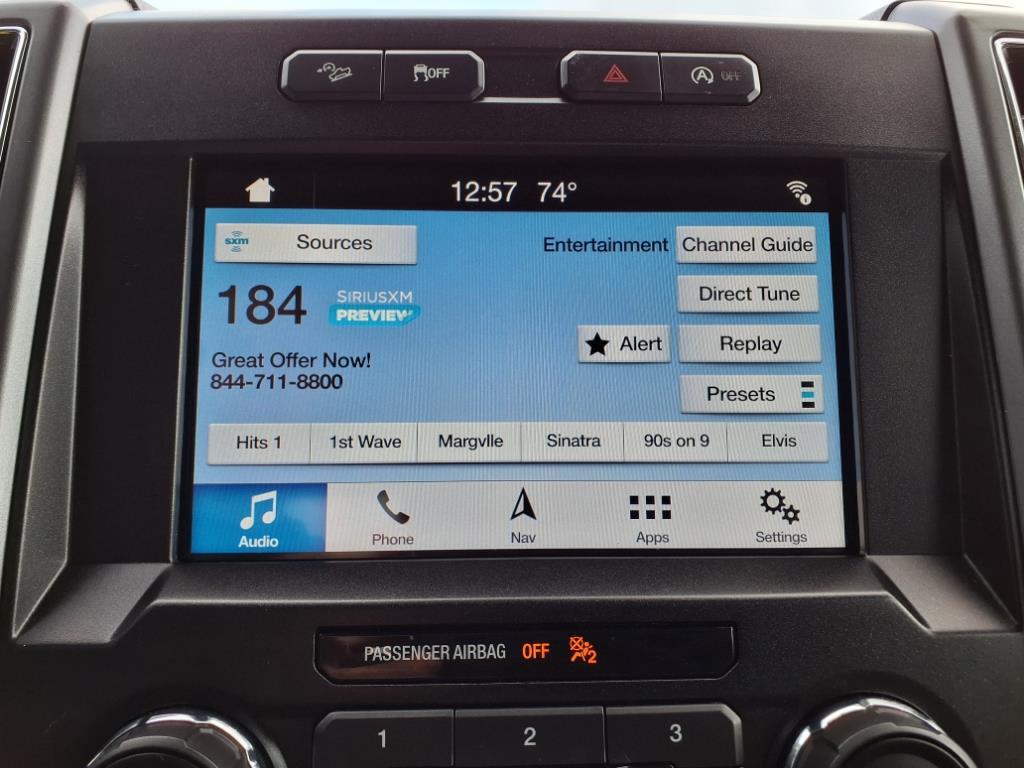 OFF
A OFF
12:57 74°
sxm Sources
Entertainment
Channel Guide
184
SIRIUSXM
PREVIEW
Direct Tune
Alert
Replay
Great Offer Now!
844-711-8800
Presets
Hits 1
1st Wave
Margvlle
Sinatra
90s on 9
Elvis
Audio
Phone
Nav
Apps
Settings
PASSENGER AIRBAG OFF 2
1
2
3